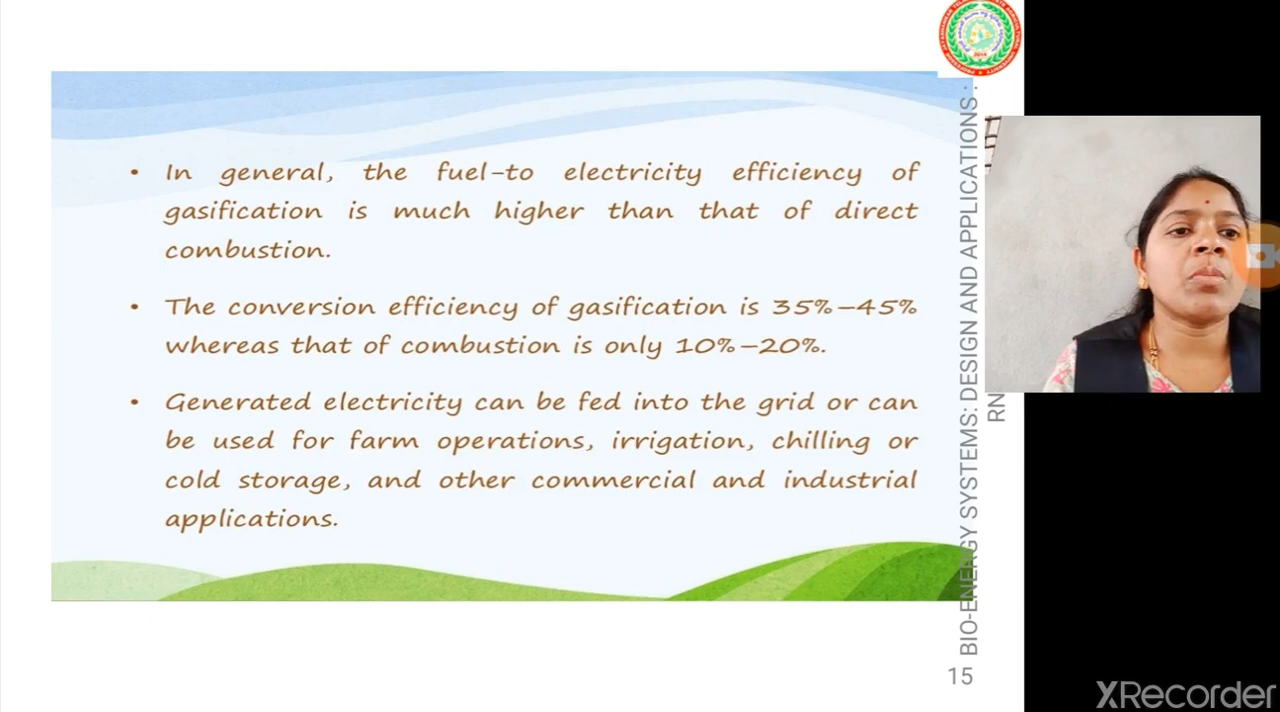 • In general, the fuel-to electricity efficiency of
gasification is much higher than that of direct
combustion.
• The conversion efficiency of gasification is 35%–45%
whereas that of combustion is only 10%–20%.
• Generated electricity can be fed into the grid or can
be used for farm operations, irrigation, chilling or
cold storage, and other commercial and industrial
applications.
BIO-ENERGY SYSTEMS: DESIGN AND APPLICATIONS :
RN
15
XRecorder